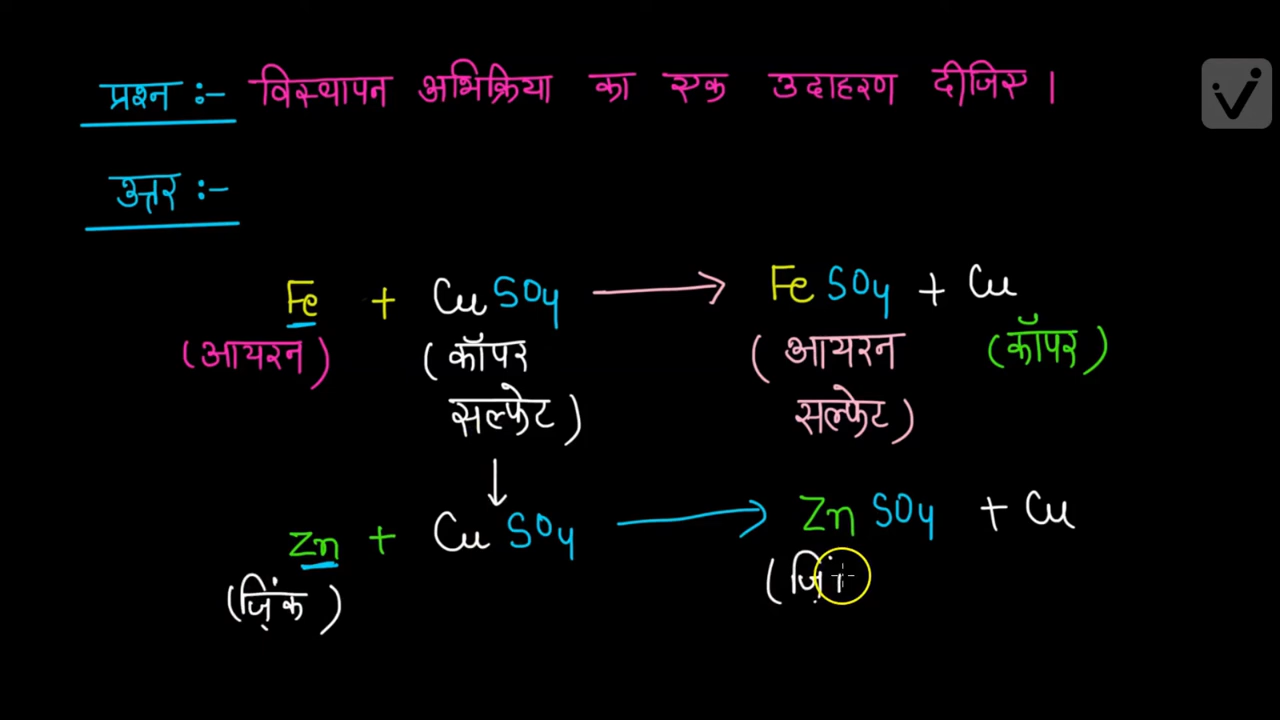 प्रश्न :- विस्थापन अभिक्रिया का एक उदाहरण दीजिए ।
उत्तर :-
Fe + CuSO4 → FeSO4 + Cu
(आयरन) (कॉपर (आयरन (कॉपर)
सल्फेट) सल्फेट)
↓
Zn + CuSO4 → ZnSO4 + Cu
(ज़िंक) (